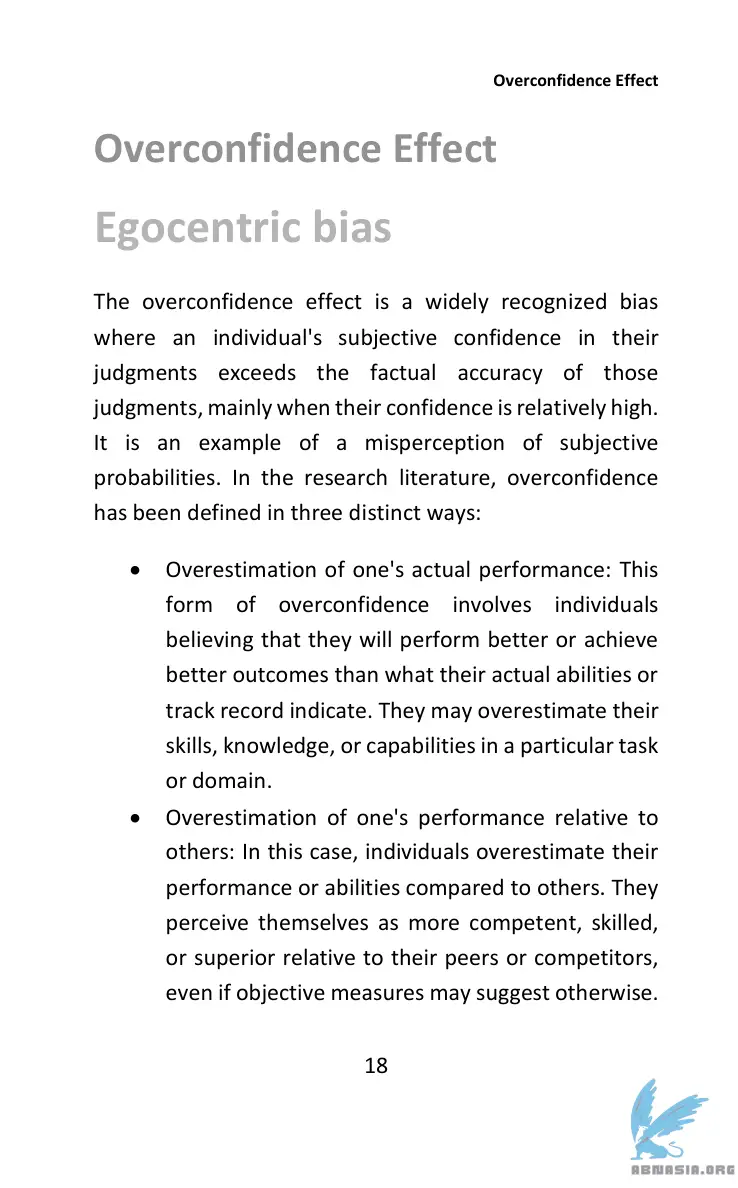 Overconfidence Effect
Overconfidence Effect
Egocentric bias
The overconfidence effect is a widely recognized bias
where an individual's subjective confidence in their
judgments exceeds the factual accuracy of those
judgments, mainly when their confidence is relatively high.
It is an example of a misperception of subjective
probabilities. In the research literature, overconfidence
has been defined in three distinct ways:
• Overestimation of one's actual performance: This
form of overconfidence involves individuals
believing that they will perform better or achieve
better outcomes than what their actual abilities or
track record indicate. They may overestimate their
skills, knowledge, or capabilities in a particular task
or domain.
• Overestimation of one's performance relative to
others: In this case, individuals overestimate their
performance or abilities compared to others. They
perceive themselves as more competent, skilled,
or superior relative to their peers or competitors,
even if objective measures may suggest otherwise.
18
ABNASIA.ORG